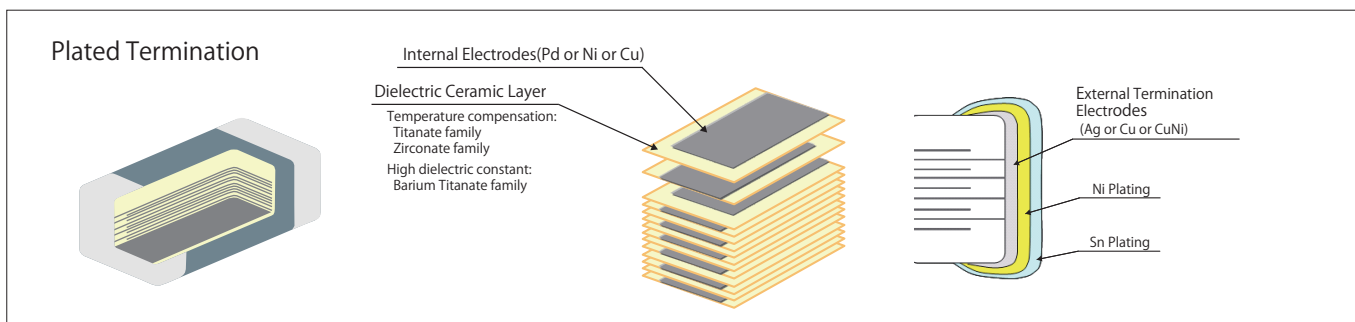 Plated Termination
Internal Electrodes(Pd or Ni or Cu)
Dielectric Ceramic Layer
Temperature compensation:
Titanate family
Zirconate family
High dielectric constant:
Barium Titanate family
External Termination
Electrodes
(Ag or Cu or CuNi)
Ni Plating
Sn Plating